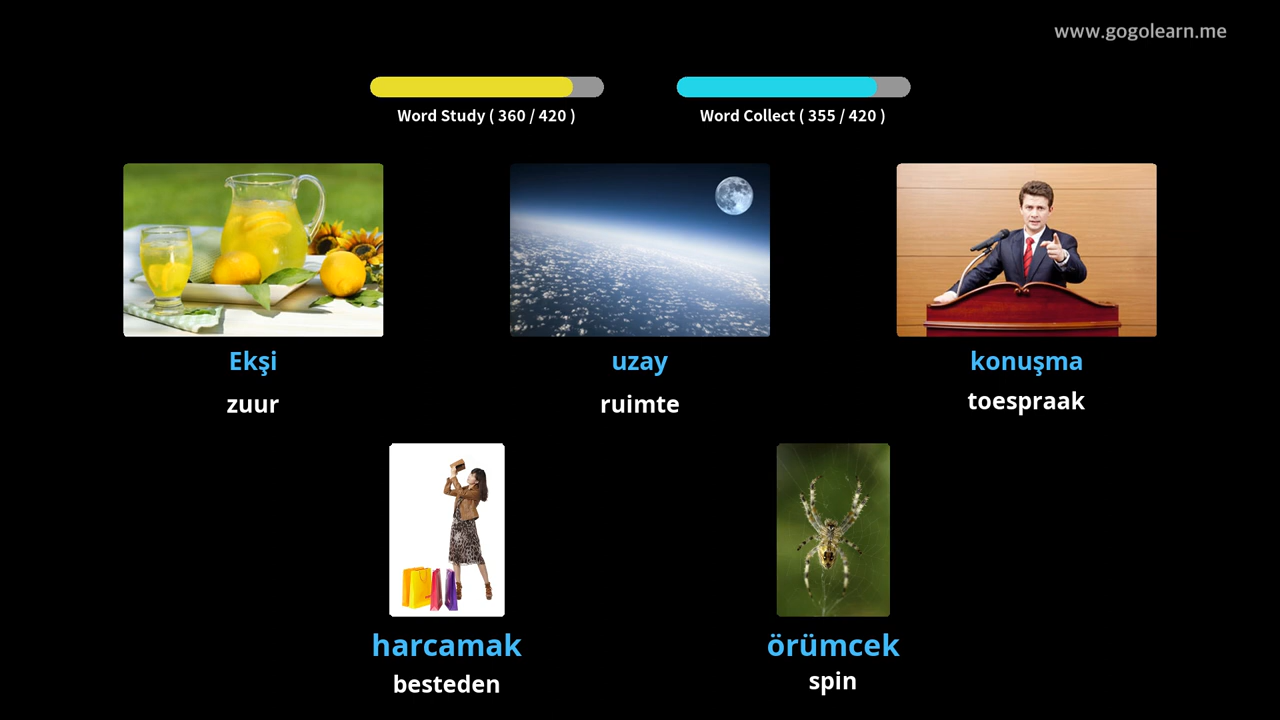 www.gogolearn.me
Word Study ( 360 / 420 )
Word Collect ( 355 / 420 )
Ekşi
zuur
uzay
ruimte
konuşma
toespraak
harcamak
besteden
örümcek
spin